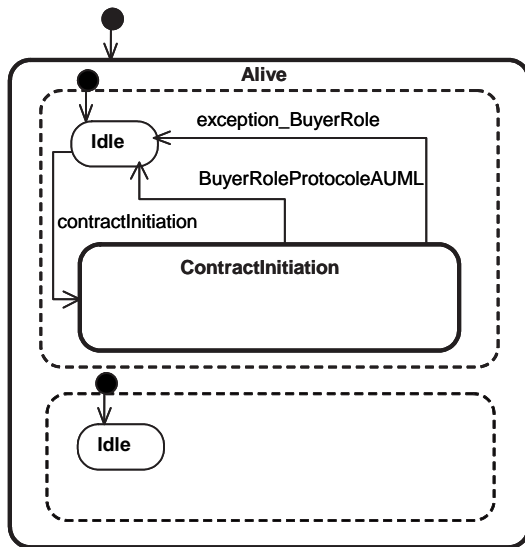 Alive
exception_BuyerRole
Idle
BuyerRoleProtocoleAUML
contractInitiation
ContractInitiation
Idle